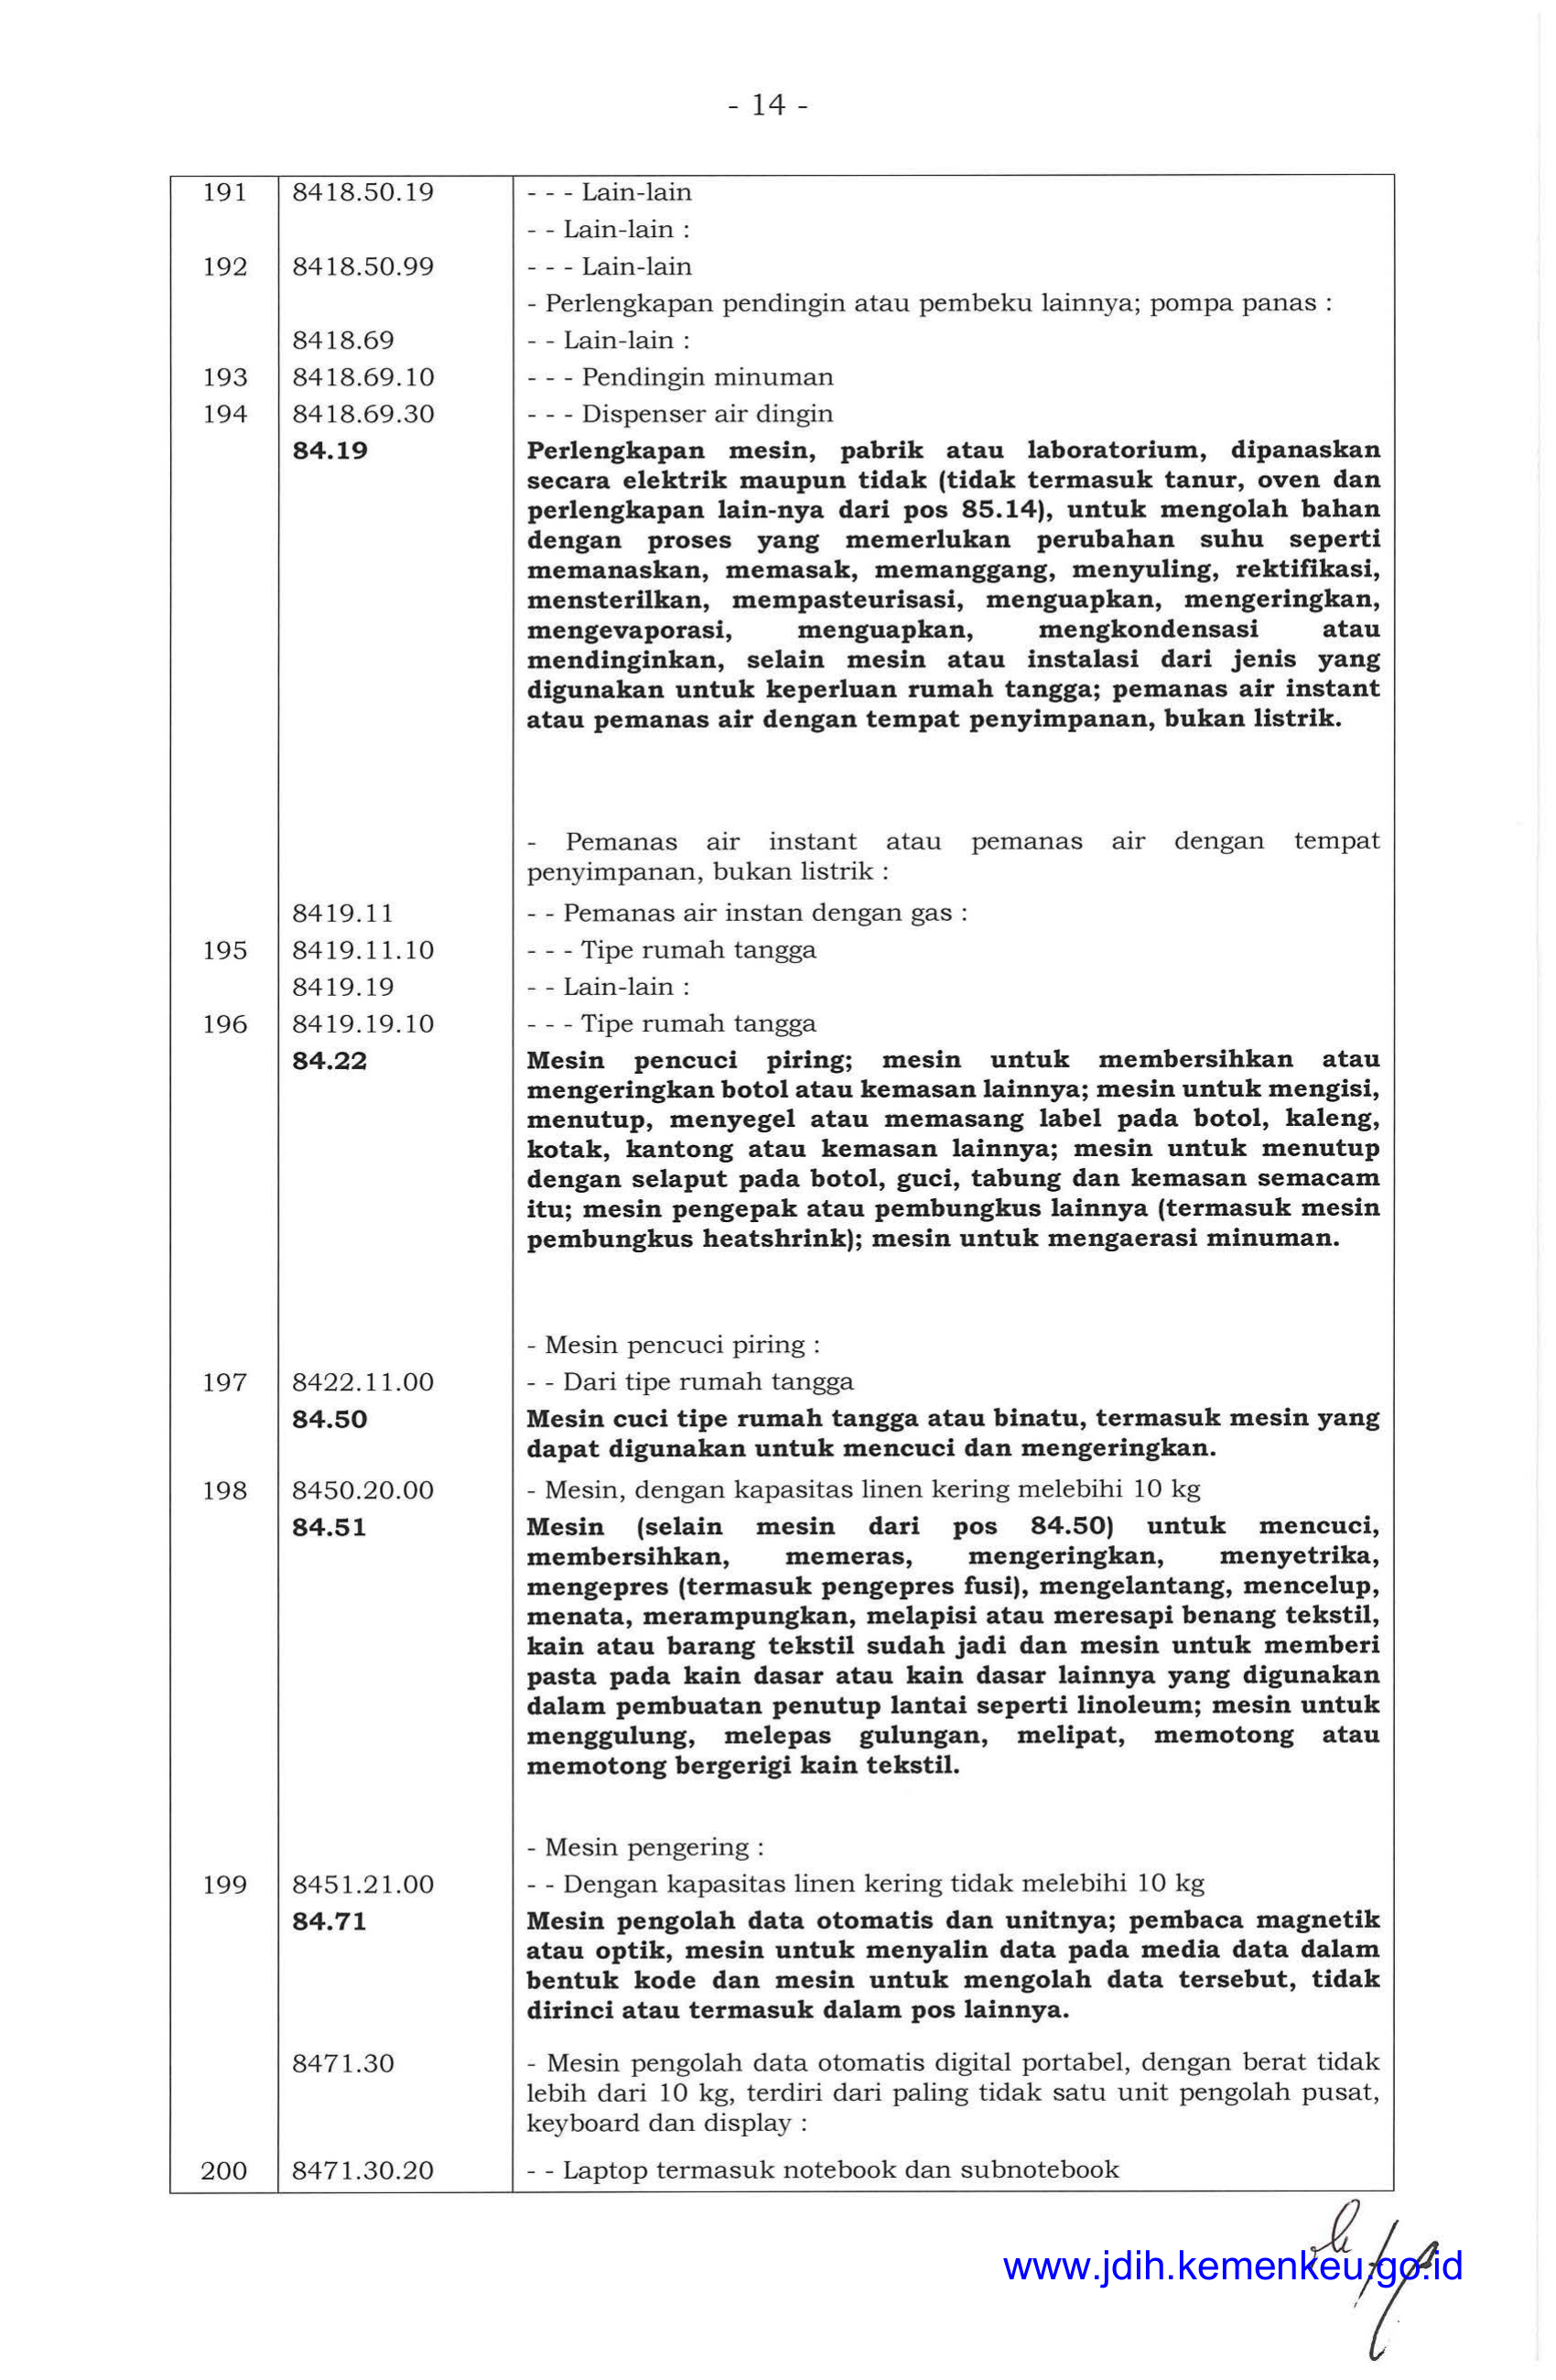 - 14 -
191 8418.50.19 - - - Lain-lain
- - Lain-lain :
192 8418.50.99 - - - Lain-lain
- Perlengkapan pendingin atau pembeku lainnya; pompa panas :
8418.69 - - Lain-lain :
193 8418.69.10 - - - Pendingin minuman
194 8418.69.30 - - - Dispenser air dingin
84.19 Perlengkapan mesin, pabrik atau laboratorium, dipanaskan
secara elektrik maupun tidak (tidak termasuk tanur, oven dan
perlengkapan lain-nya dari pos 85.14), untuk mengolah bahan
dengan proses yang memerlukan perubahan suhu seperti
memanaskan, memasak, memanggang, menyuling, rektifikasi,
mensterilkan, mempasteurisasi, menguapkan, mengeringkan,
mengevaporasi, menguapkan, mengkondensasi atau
mendinginkan, selain mesin atau instalasi dari jenis yang
digunakan untuk keperluan rumah tangga; pemanas air instant
atau pemanas air dengan tempat penyimpanan, bukan listrik.
- Pemanas air instant atau pemanas air dengan tempat
penyimpanan, bukan listrik :
8419.11 - - Pemanas air instan dengan gas :
195 8419.11.10 - - - Tipe rumah tangga
8419.19 - - Lain-lain :
196 8419.19.10 - - - Tipe rumah tangga
84.22 Mesin pencuci piring; mesin untuk membersihkan atau
mengeringkan botol atau kemasan lainnya; mesin untuk mengisi,
menutup, menyegel atau memasang label pada botol, kaleng,
kotak, kantong atau kemasan lainnya; mesin untuk menutup
dengan selaput pada botol, guci, tabung dan kemasan semacam
itu; mesin pengepak atau pembungkus lainnya (termasuk mesin
pembungkus heatshrink); mesin untuk mengaerasi minuman.
- Mesin pencuci piring :
197 8422.11.00 - - Dari tipe rumah tangga
84.50 Mesin cuci tipe rumah tangga atau binatu, termasuk mesin yang
dapat digunakan untuk mencuci dan mengeringkan.
198 8450.20.00 - Mesin, dengan kapasitas linen kering melebihi 10 kg
84.51 Mesin (selain mesin dari pos 84.50) untuk mencuci,
membersihkan, memeras, mengeringkan, menyetrika,
mengepres (termasuk pengepres fusi), mengelantang, mencelup,
menata, merampungkan, melapisi atau meresapi benang tekstil,
kain atau barang tekstil sudah jadi dan mesin untuk memberi
pasta pada kain dasar atau kain dasar lainnya yang digunakan
dalam pembuatan penutup lantai seperti linoleum; mesin untuk
menggulung, melepas gulungan, melipat, memotong atau
memotong bergerigi kain tekstil.
- Mesin pengering :
199 8451.21.00 - - Dengan kapasitas linen kering tidak melebihi 10 kg
84.71 Mesin pengolah data otomatis dan unitnya; pembaca magnetik
atau optik, mesin untuk menyalin data pada media data dalam
bentuk kode dan mesin untuk mengolah data tersebut, tidak
dirinci atau termasuk dalam pos lainnya.
8471.30 - Mesin pengolah data otomatis digital portabel, dengan berat tidak
lebih dari 10 kg, terdiri dari paling tidak satu unit pengolah pusat,
keyboard dan display :
200 8471.30.20 - - Laptop termasuk notebook dan subnotebook
www.jdih.kemenkeu.go.id